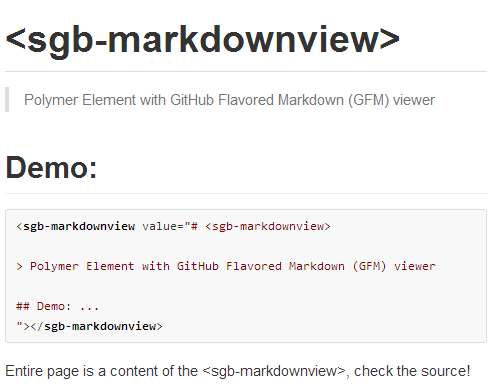 <sgb-markdownview>
Polymer Element with GitHub Flavored Markdown (GFM) viewer
Demo:
<sgb-markdownview value="# <sgb-markdownview>
> Polymer Element with GitHub Flavored Markdown (GFM) viewer
## Demo: ...
"></sgb-markdownview>
Entire page is a content of the <sgb-markdownview>, check the source!